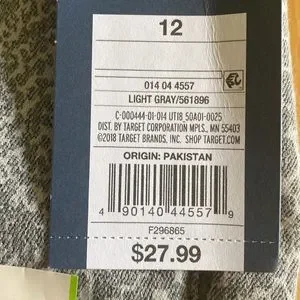 12
014 04 4557
LIGHT GRAY/561896
C-000444-01-014 UT18_50A01-0025
DIST. BY TARGET CORPORATION MPLS., MN 55403
©2018 TARGET BRANDS, INC. SHOP TARGET.COM
ORIGIN: PAKISTAN
4 90140 44557 9
F296865
$27.99